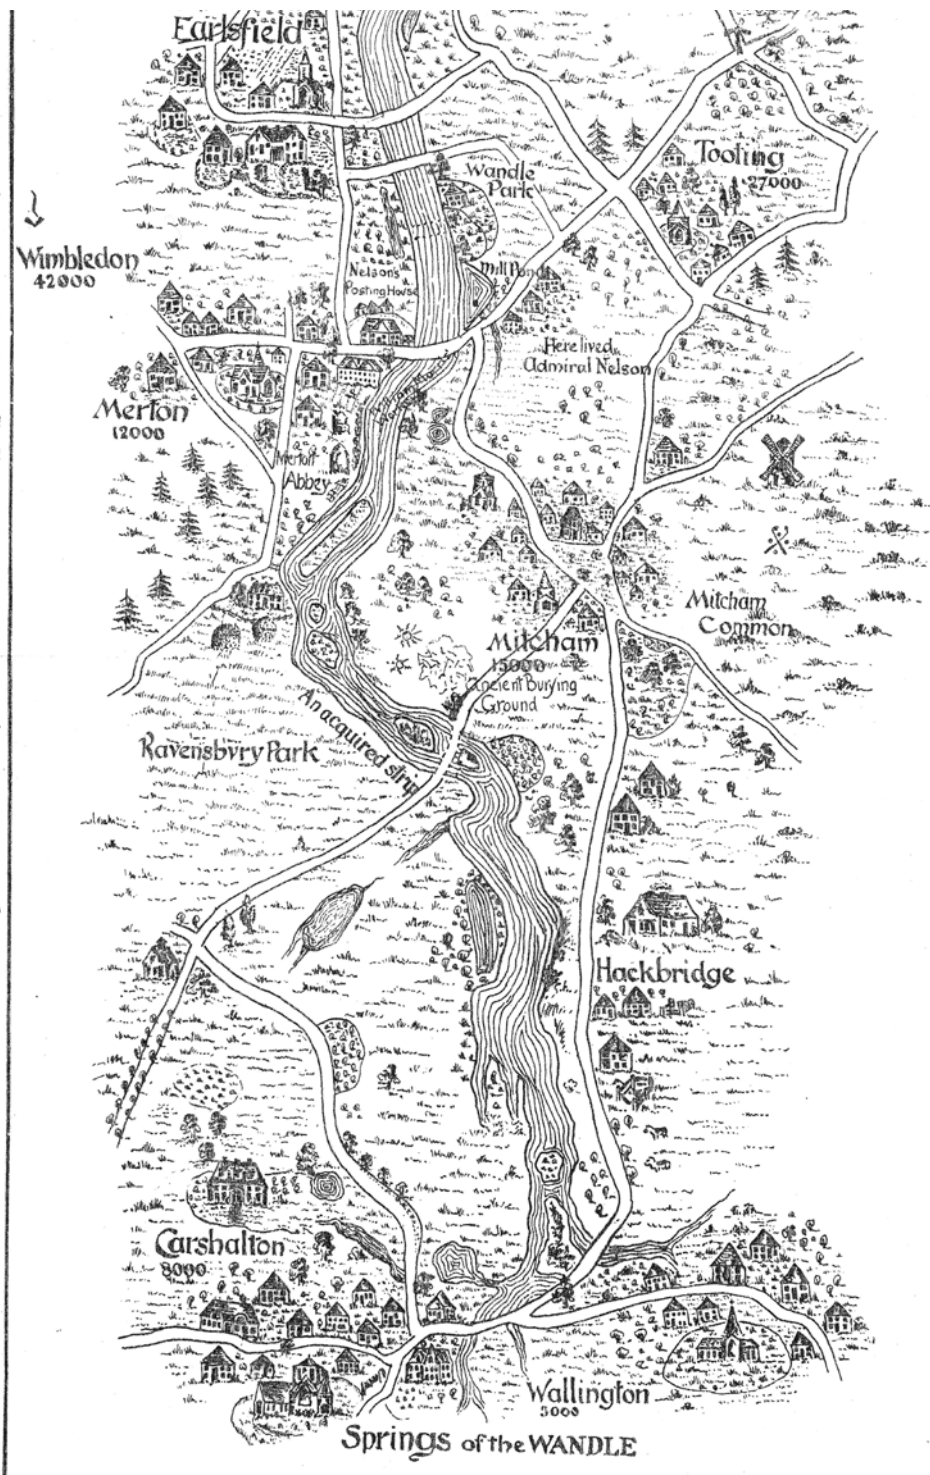 Earlsfield
Tooting
27000
Wandle
Park
Wimbledon
42000
Nelson's
Posting House
Mill Pond
Here lived
Admiral Nelson
Merton
12000
Merton
Abbey
Mitcham
Common
Mitcham
15000
Ancient Burying
Ground
An acquired strip
Ravensbury Park
Hackbridge
Carshalton
8000
Wallington
5000
Springs of the WANDLE